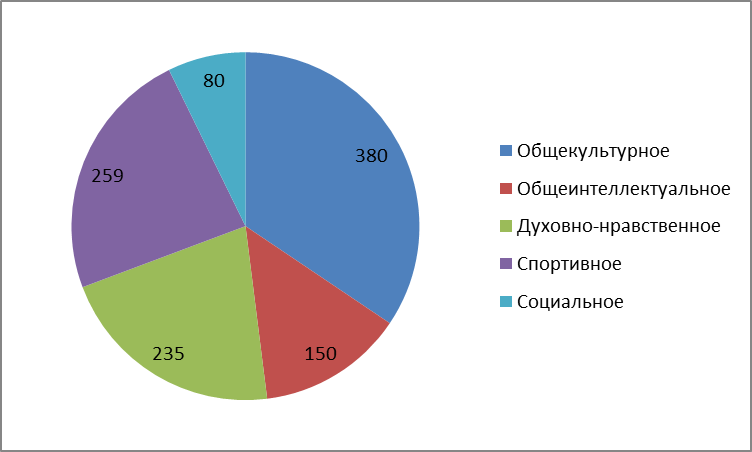 80
380
259
235
150
Общекультурное
Общеинтеллектуальное
Духовно-нравственное
Спортивное
Социальное